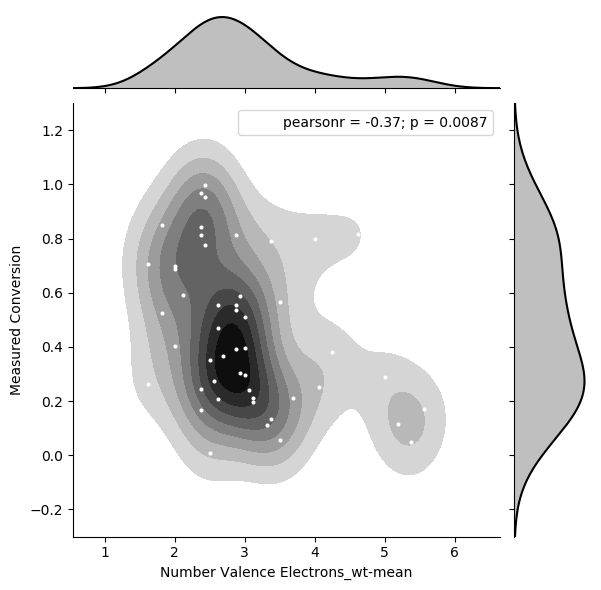 pearsonr = -0.37; p = 0.0087
1.2
1.0
0.8
0.6
0.4
0.2
0.0
−0.2
Measured Conversion
1 2 3 4 5 6
Number Valence Electrons_wt-mean